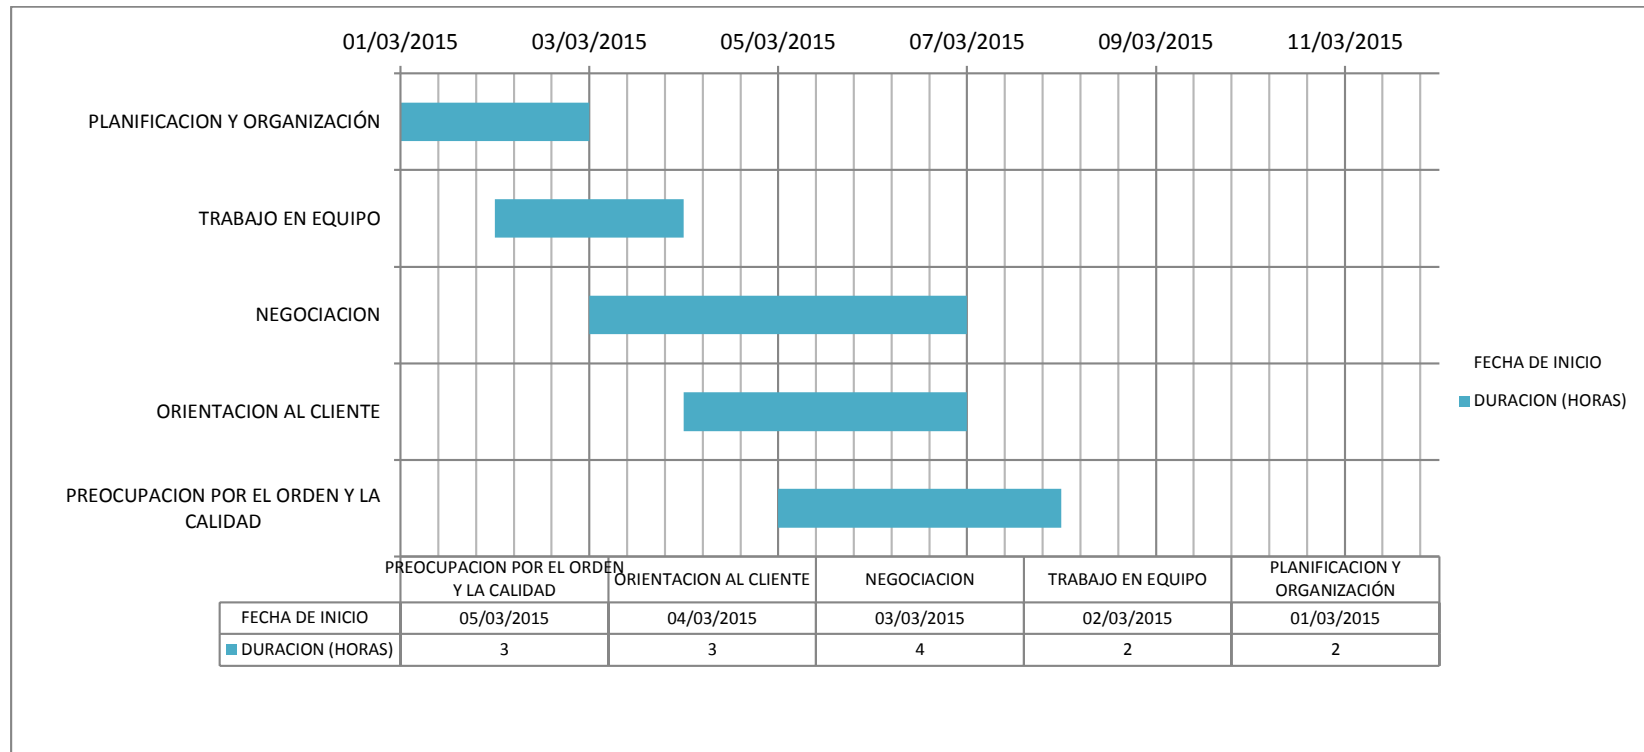 01/03/2015 03/03/2015 05/03/2015 07/03/2015 09/03/2015 11/03/2015
PLANIFICACION Y ORGANIZACIÓN
TRABAJO EN EQUIPO
NEGOCIACION
ORIENTACION AL CLIENTE
PREOCUPACION POR EL ORDEN Y LA
CALIDAD
FECHA DE INICIO
DURACION (HORAS)
PREOCUPACION POR EL ORDEN
Y LA CALIDAD
ORIENTACION AL CLIENTE
NEGOCIACION
TRABAJO EN EQUIPO
PLANIFICACION Y
ORGANIZACIÓN
FECHA DE INICIO 05/03/2015 04/03/2015 03/03/2015 02/03/2015 01/03/2015
DURACION (HORAS) 3 3 4 2 2